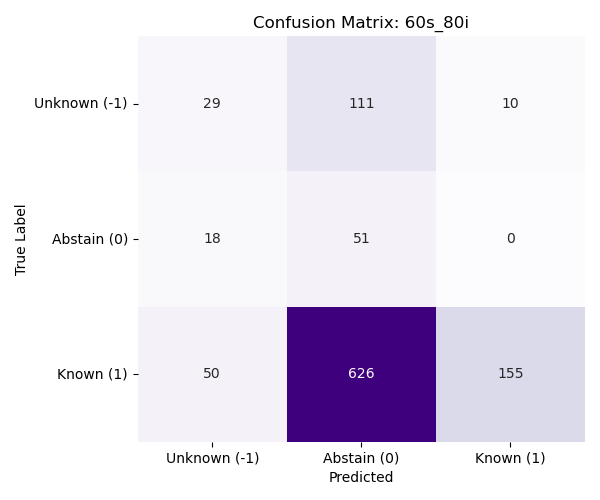 Confusion Matrix: 60s_80i
True Label
Unknown (-1) 29 111 10
Abstain (0) 18 51 0
Known (1) 50 626 155
Unknown (-1) Abstain (0) Known (1)
Predicted